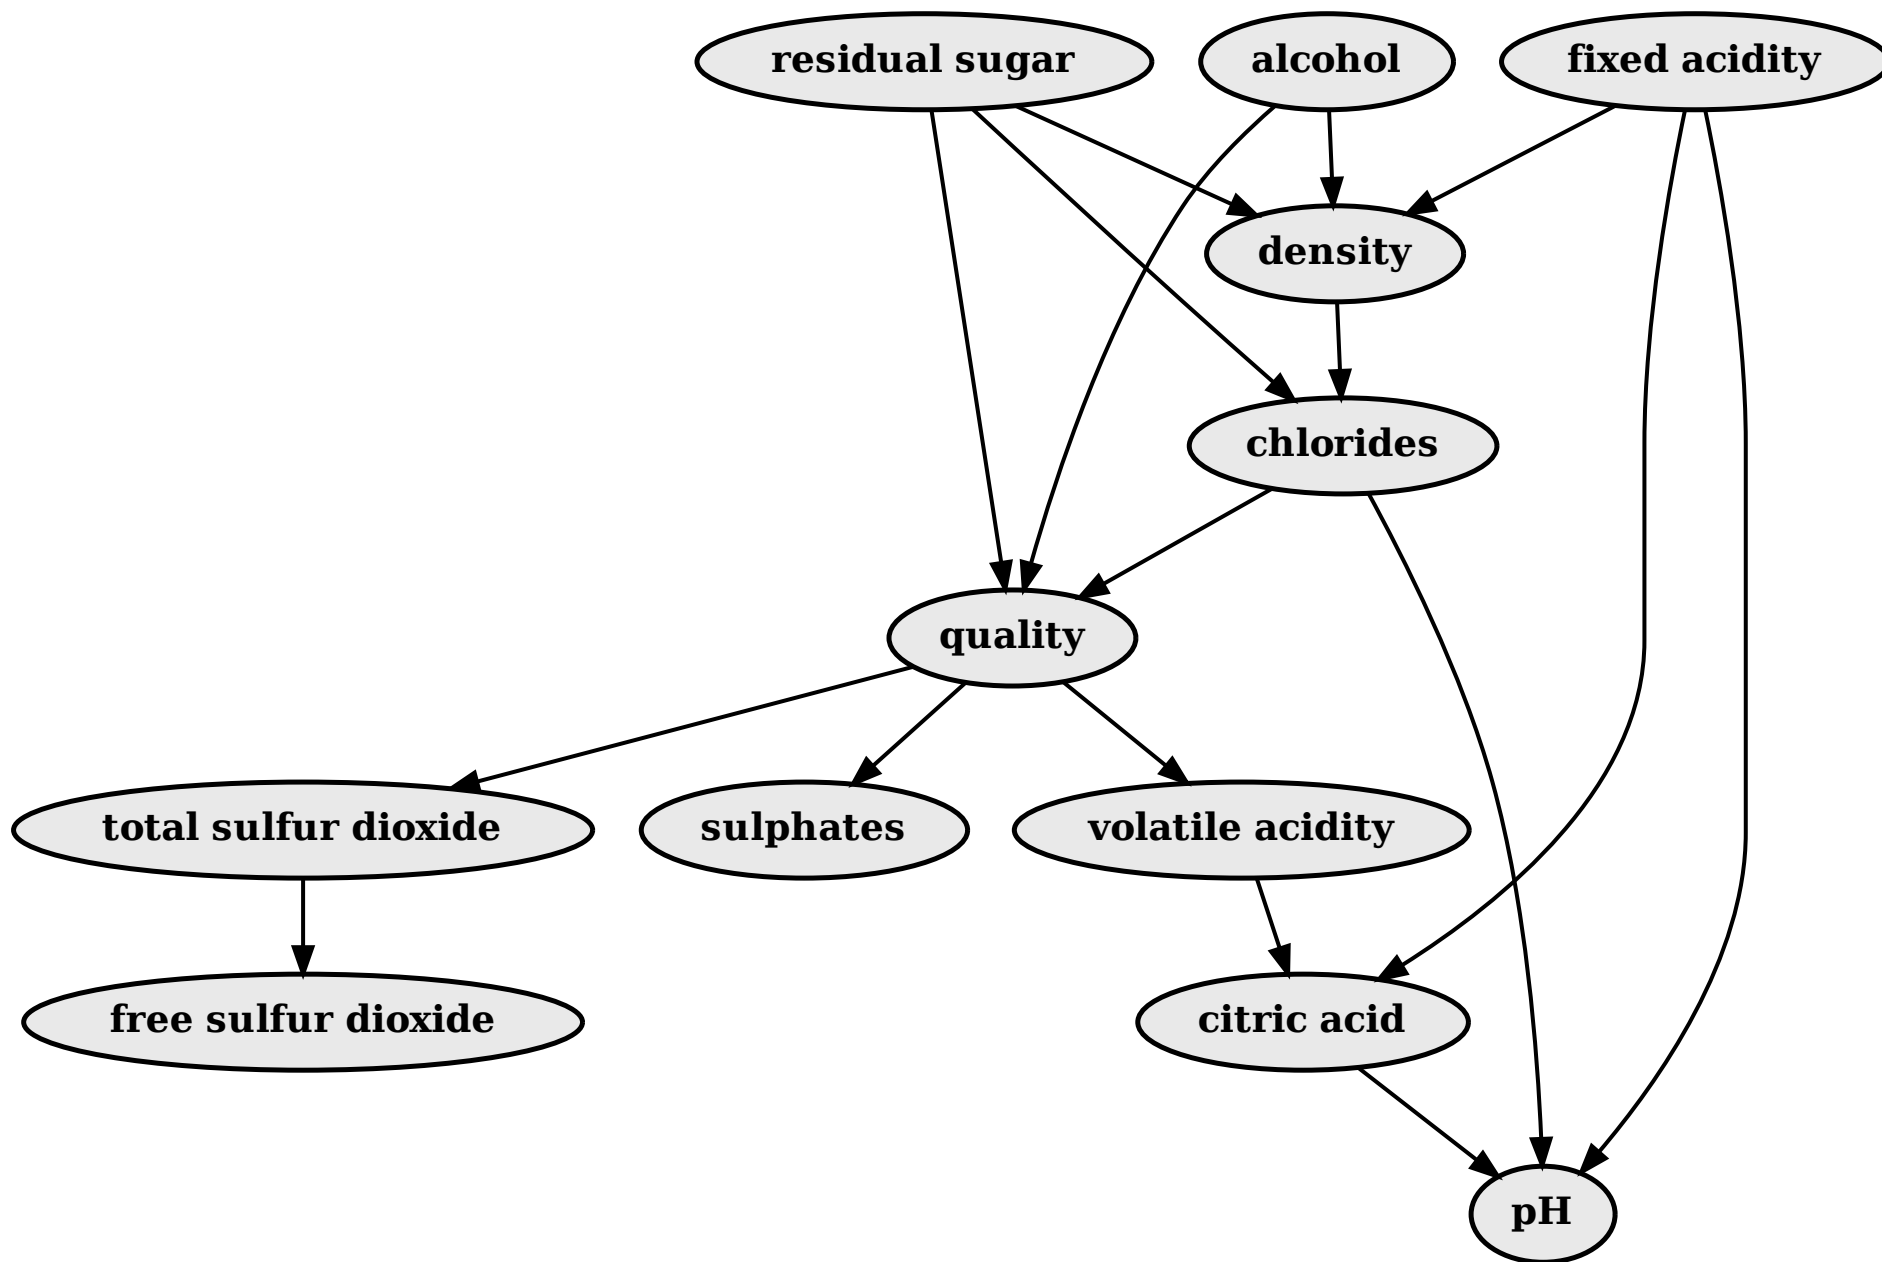 residual sugar
alcohol
fixed acidity
density
chlorides
quality
total sulfur dioxide
sulphates
volatile acidity
free sulfur dioxide
citric acid
pH